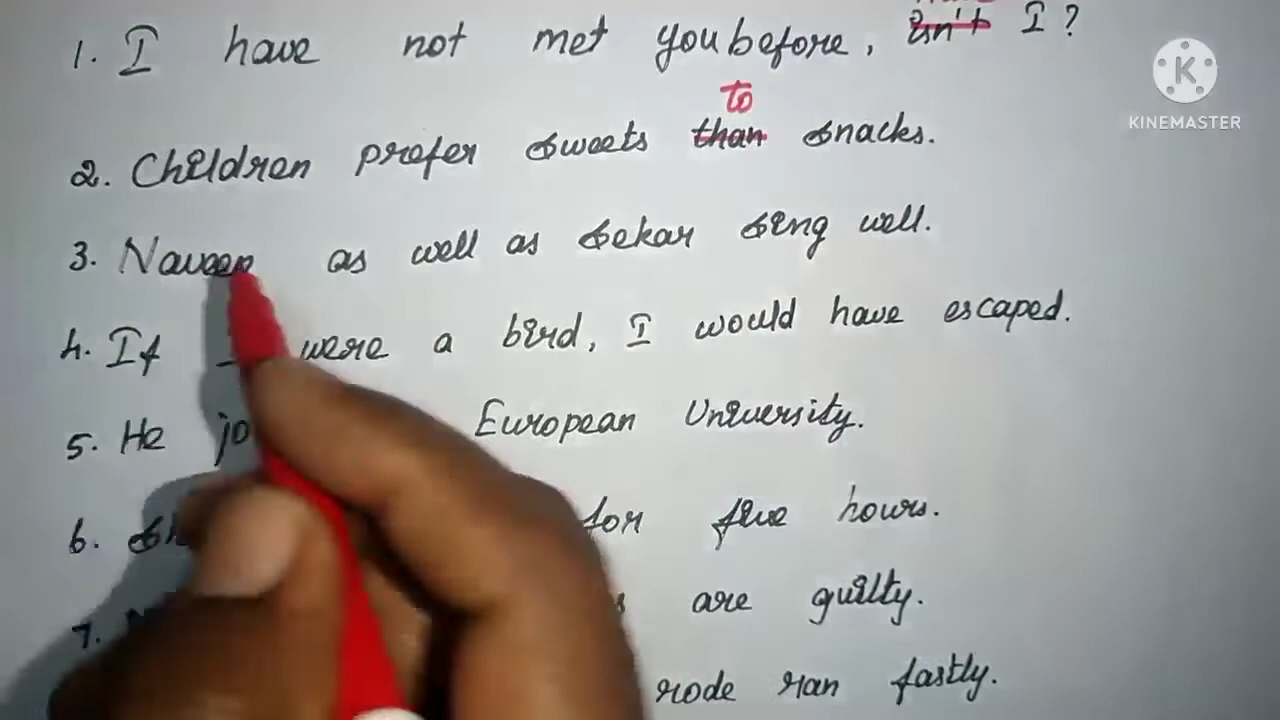 1. I have not met you before, isn't I?
to
2. Children prefer sweets than snacks.
3. Naveen as well as Sekar sing well.
4. If I were a bird, I would have escaped.
5. He European University.
6. for five hours.
7. are guilty.
rode ran fastly.
KINEMASTER